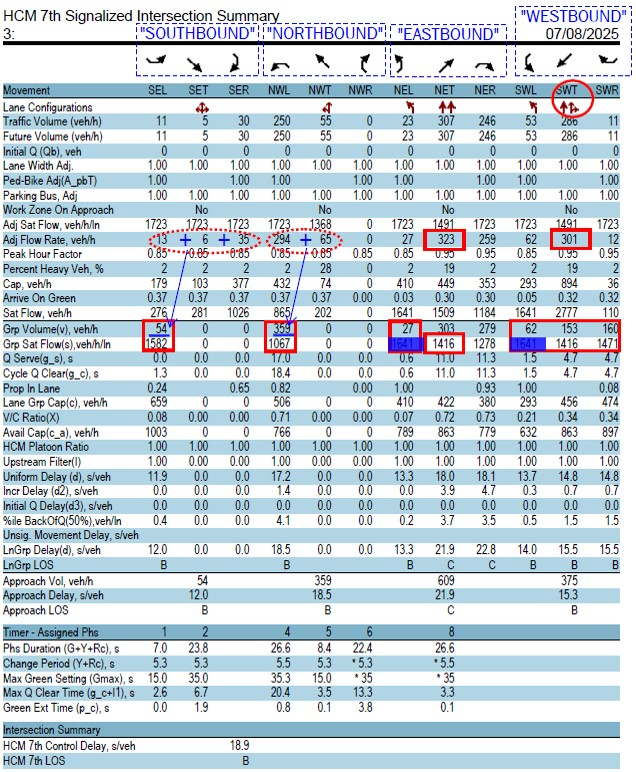 HCM 7th Signalized Intersection Summary
3: 07/08/2025
"SOUTHBOUND" "NORTHBOUND" "EASTBOUND" "WESTBOUND"
Movement SEL SET SER NWL NWT NWR NEL NET NER SWL SWT SWR
Lane Configurations
Traffic Volume (veh/h) 11 5 30 250 55 0 23 307 246 53 286 11
Future Volume (veh/h) 11 5 30 250 55 0 23 307 246 53 286 11
Initial Q (Qb), veh 0 0 0 0 0 0 0 0 0 0 0 0
Lane Width Adj. 1.00 1.00 1.00 1.00 1.00 1.00 1.00 1.00 1.00 1.00 1.00 1.00
Ped-Bike Adj(A_pbT) 1.00 1.00 1.00 1.00 1.00 1.00 1.00 1.00
Parking Bus, Adj 1.00 1.00 1.00 1.00 1.00 1.00 1.00 1.00 1.00 1.00 1.00 1.00
Work Zone On Approach No No No No
Adj Sat Flow, veh/h/ln 1723 1723 1723 1723 1368 0 1723 1491 1723 1723 1491 1723
Adj Flow Rate, veh/h 13 + 6 + 35 294 + 65 0 27 323 259 62 301 12
Peak Hour Factor 0.85 0.85 0.85 0.85 0.85 0.85 0.85 0.95 0.95 0.85 0.95 0.95
Percent Heavy Veh, % 2 2 2 2 28 0 2 19 2 2 19 2
Cap, veh/h 179 103 377 432 74 0 410 449 353 293 894 36
Arrive On Green 0.37 0.37 0.37 0.37 0.37 0.00 0.03 0.30 0.30 0.05 0.32 0.32
Sat Flow, veh/h 276 281 1026 865 202 0 1641 1509 1184 1641 2777 110
Grp Volume(v), veh/h 54 0 0 359 0 0 27 303 279 62 153 160
Grp Sat Flow(s),veh/h/ln 1582 0 0 1067 0 0 1641 1416 1278 1641 1416 1471
Q Serve(g_s), s 0.0 0.0 0.0 17.0 0.0 0.0 0.6 11.0 11.3 1.5 4.7 4.7
Cycle Q Clear(g_c), s 1.3 0.0 0.0 18.4 0.0 0.0 0.6 11.0 11.3 1.5 4.7 4.7
Prop In Lane 0.24 0.65 0.82 0.00 1.00 0.93 1.00 0.08
Lane Grp Cap(c), veh/h 659 0 0 506 0 0 410 422 380 293 456 474
V/C Ratio(X) 0.08 0.00 0.00 0.71 0.00 0.00 0.07 0.72 0.73 0.21 0.34 0.34
Avail Cap(c_a), veh/h 1003 0 0 766 0 0 789 863 779 632 863 897
HCM Platoon Ratio 1.00 1.00 1.00 1.00 1.00 1.00 1.00 1.00 1.00 1.00 1.00 1.00
Upstream Filter(I) 1.00 0.00 0.00 1.00 0.00 0.00 1.00 1.00 1.00 1.00 1.00 1.00
Uniform Delay (d), s/veh 11.9 0.0 0.0 17.2 0.0 0.0 13.3 18.0 18.1 13.7 14.8 14.8
Incr Delay (d2), s/veh 0.0 0.0 0.0 1.4 0.0 0.0 0.0 3.9 4.7 0.3 0.7 0.7
Initial Q Delay(d3), s/veh 0.0 0.0 0.0 0.0 0.0 0.0 0.0 0.0 0.0 0.0 0.0 0.0
%ile BackOfQ(50%),veh/ln 0.4 0.0 0.0 4.1 0.0 0.0 0.2 3.7 3.5 0.5 1.5 1.5
Unsig. Movement Delay, s/veh
LnGrp Delay(d), s/veh 12.0 0.0 0.0 18.5 0.0 0.0 13.3 21.9 22.8 14.0 15.5 15.5
LnGrp LOS B B B C C B B B
Approach Vol, veh/h 54 359 609 375
Approach Delay, s/veh 12.0 18.5 21.9 15.3
Approach LOS B B C B
Timer - Assigned Phs 1 2 4 5 6 8
Phs Duration (G+Y+Rc), s 7.0 23.8 26.6 8.4 22.4 26.6
Change Period (Y+Rc), s 5.3 5.3 5.5 5.3 * 5.3 * 5.5
Max Green Setting (Gmax), s 15.0 35.0 35.3 15.0 * 35 * 35
Max Q Clear Time (g_c+I1), s 2.6 6.7 20.4 3.5 13.3 3.3
Green Ext Time (p_c), s 0.0 1.9 0.8 0.1 3.8 0.1
Intersection Summary
HCM 7th Control Delay, s/veh 18.9
HCM 7th LOS B